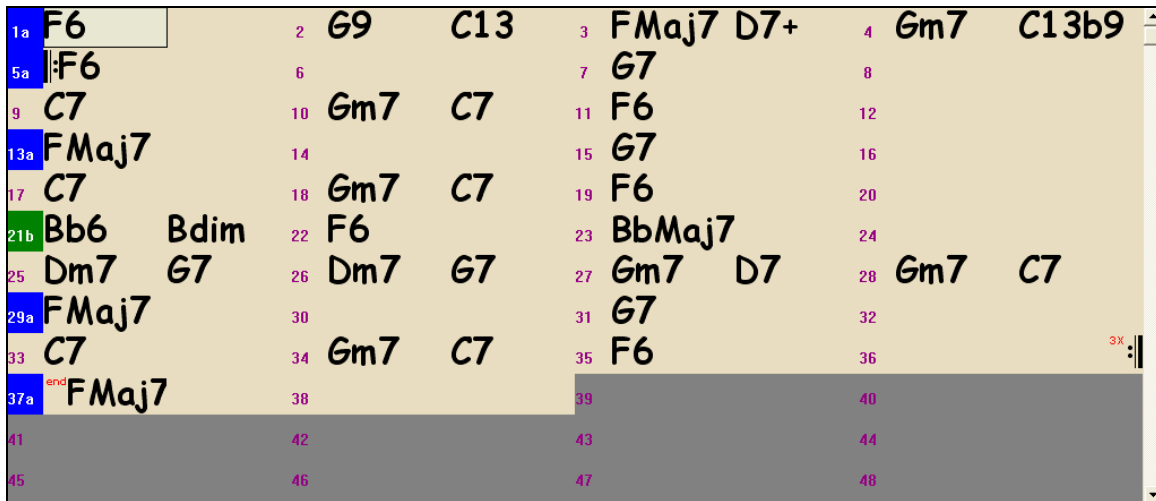 1a F6 2 G9 C13 3 FMaj7 D7+ 4 Gm7 C13b9
5a F6 6 7 G7 8
9 C7 10 Gm7 C7 11 F6 12
13a FMaj7 14 15 G7 16
17 C7 18 Gm7 C7 19 F6 20
21b Bb6 Bdim 22 F6 23 BbMaj7 24
25 Dm7 G7 26 Dm7 G7 27 Gm7 D7 28 Gm7 C7
29a FMaj7 30 31 G7 32
33 C7 34 Gm7 C7 35 F6 36 3X
37a end FMaj7 38 39 40
41 42 43 44
45 46 47 48